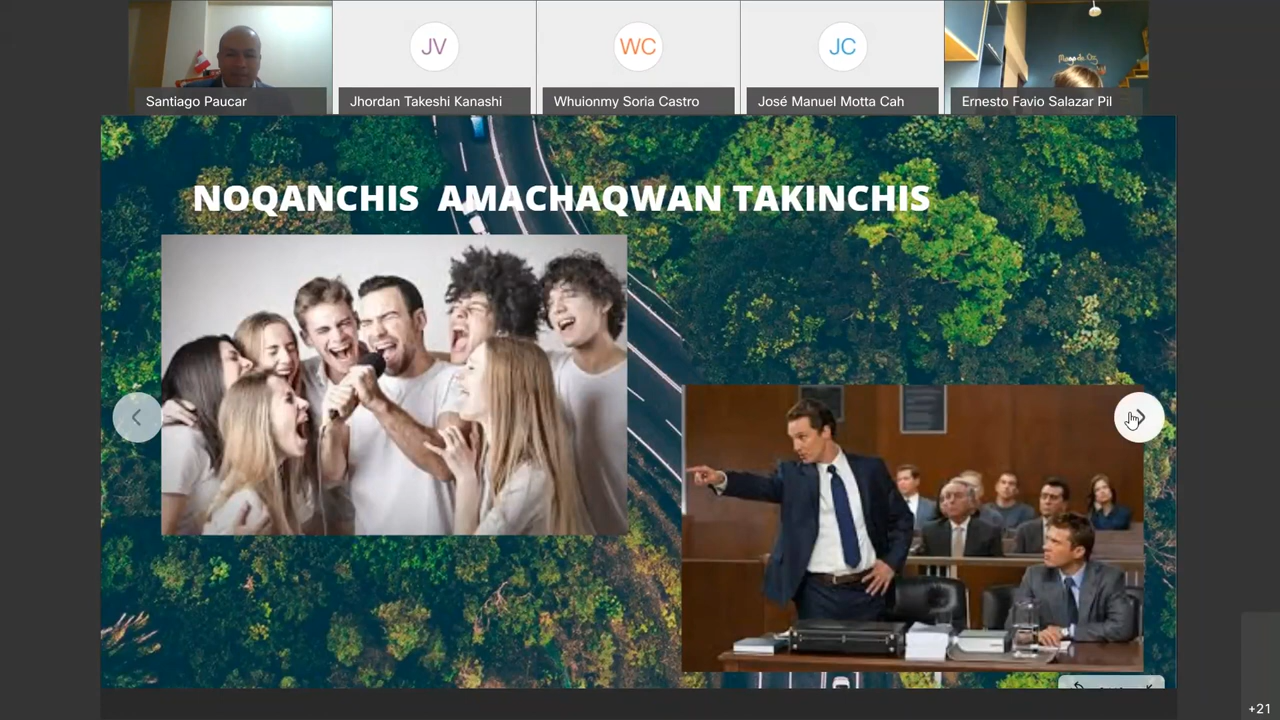 JV
WC
JC
Santiago Paucar
Jhordan Takeshi Kanashi
Whuionmy Soria Castro
José Manuel Motta Cah
Ernesto Favio Salazar Pil
NOQANCHIS AMACHAQWAN TAKINCHIS
+21